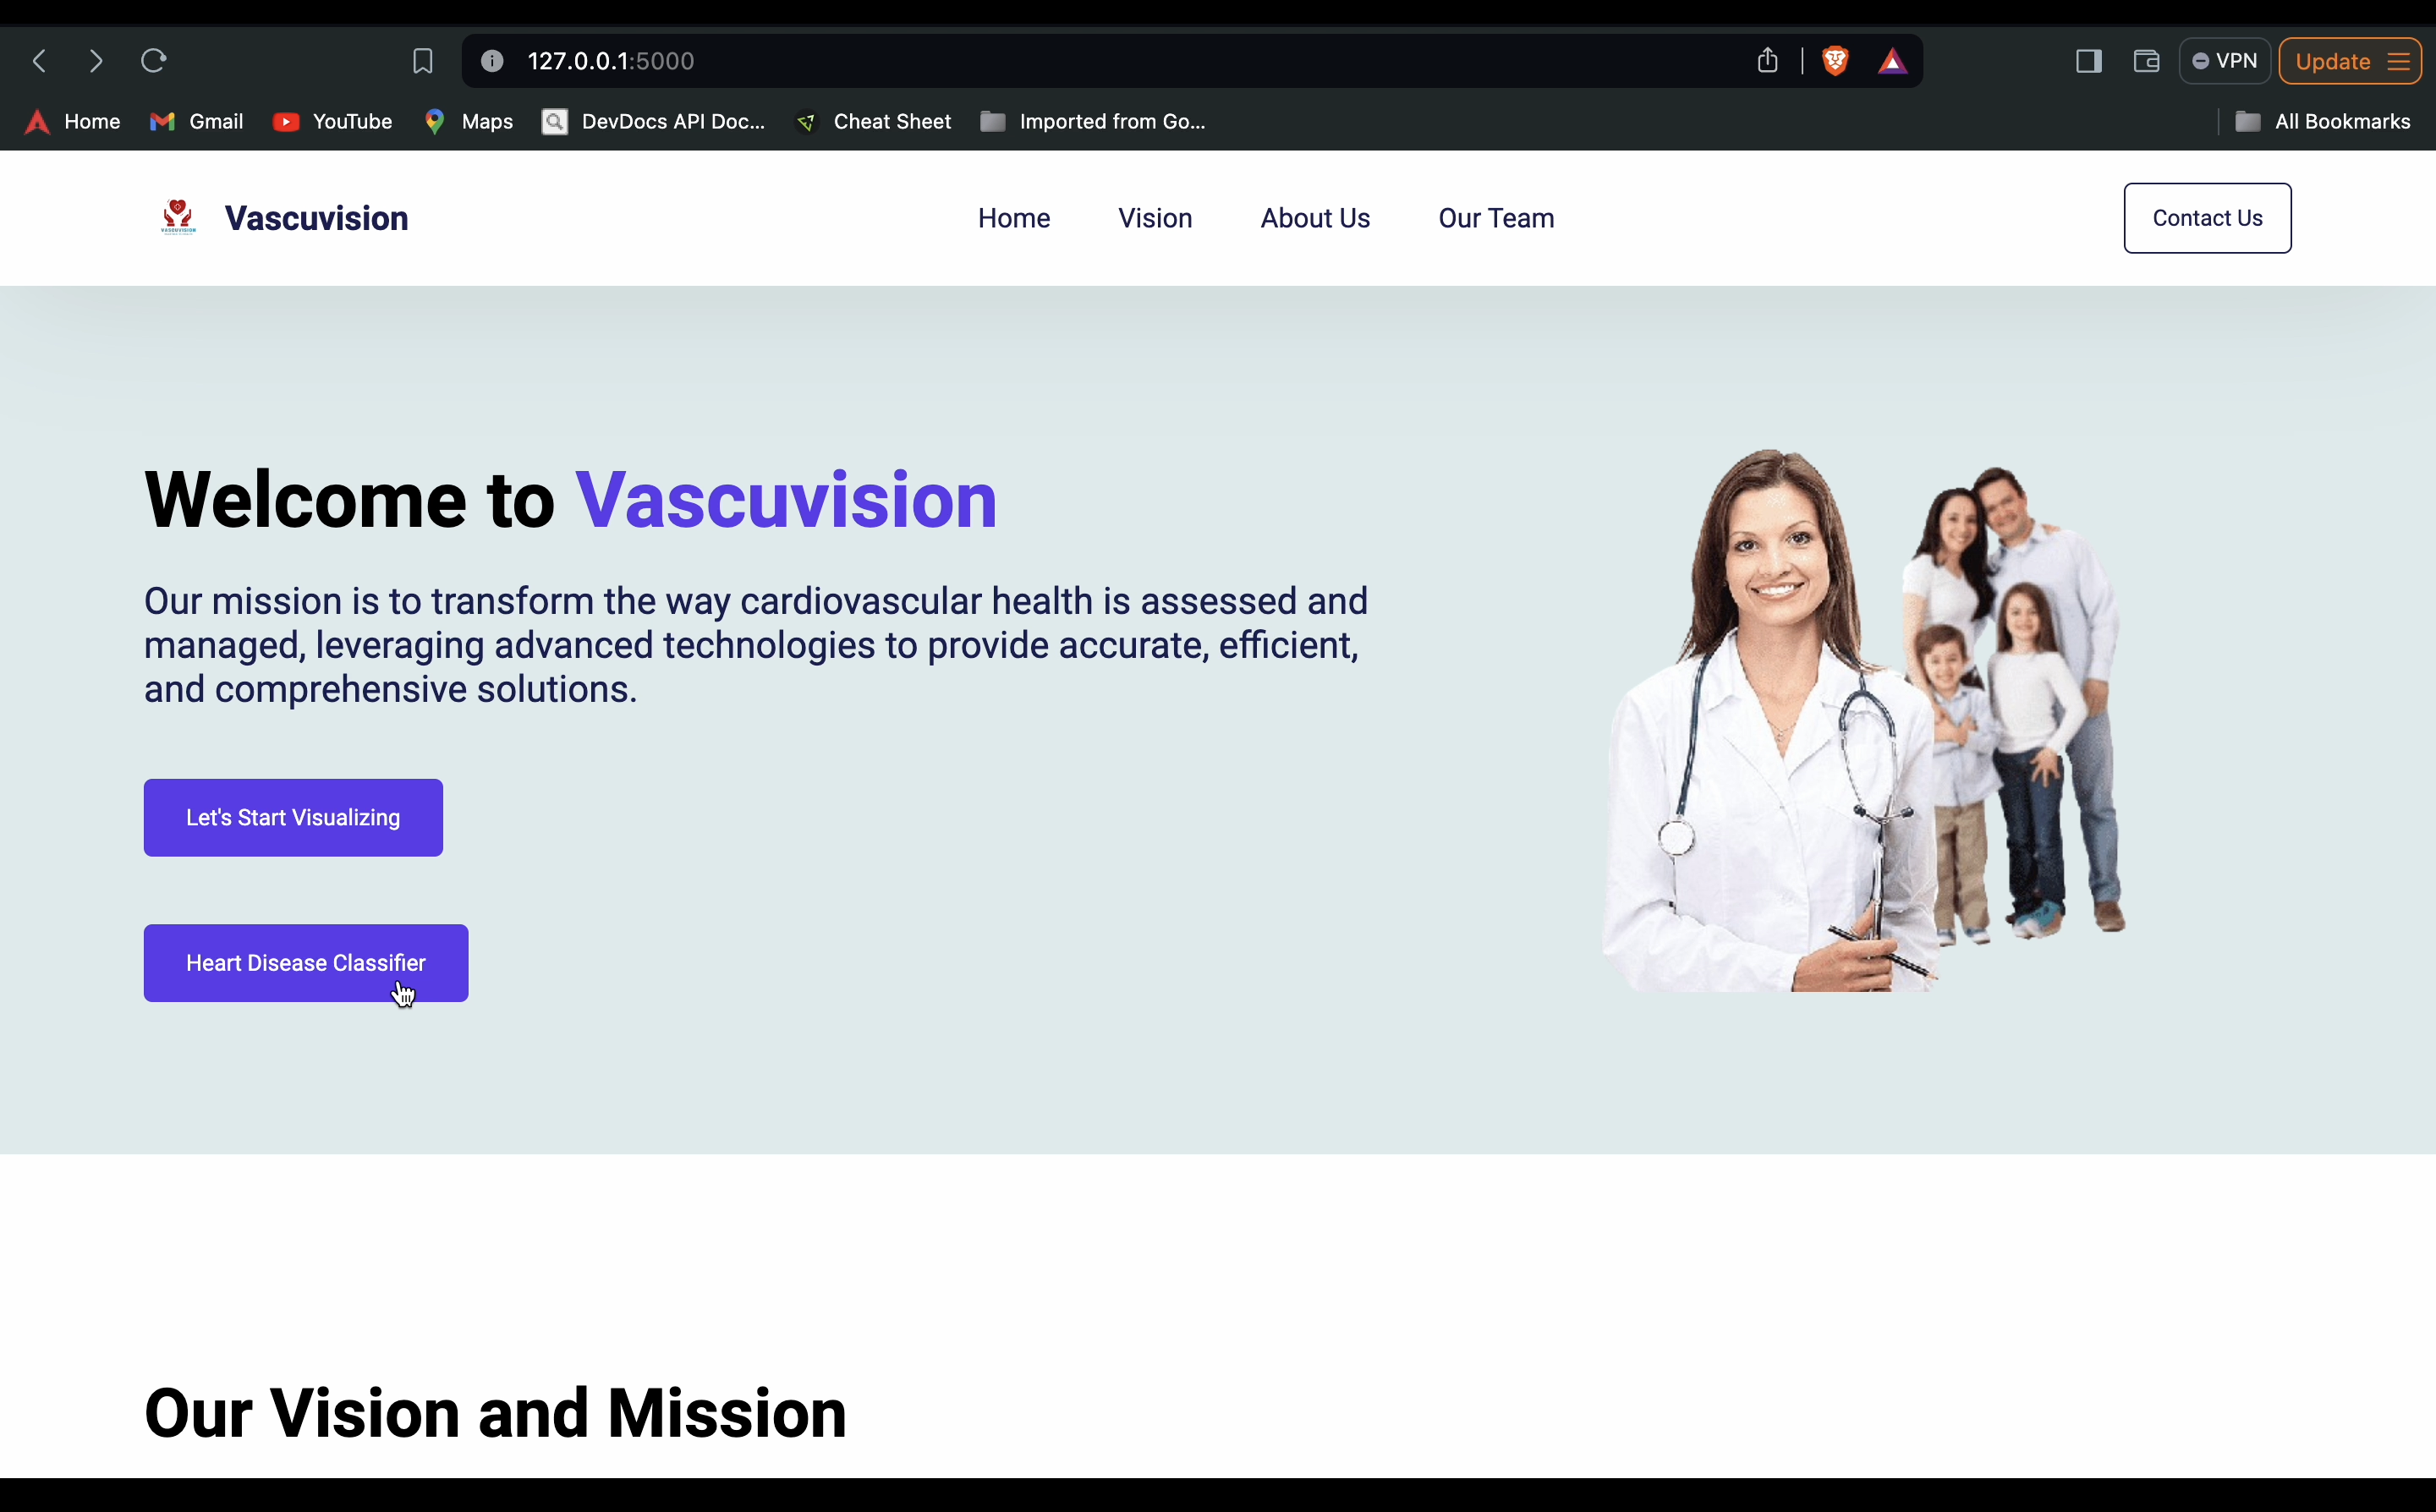 127.0.0.1:5000
VPN
Update
Home
Gmail
YouTube
Maps
DevDocs API Doc...
Cheat Sheet
Imported from Go...
All Bookmarks
VASCUVISION
Vascuvision
Home
Vision
About Us
Our Team
Contact Us
Welcome to Vascuvision
Our mission is to transform the way cardiovascular health is assessed and
managed, leveraging advanced technologies to provide accurate, efficient,
and comprehensive solutions.
Let's Start Visualizing
Heart Disease Classifier
Our Vision and Mission